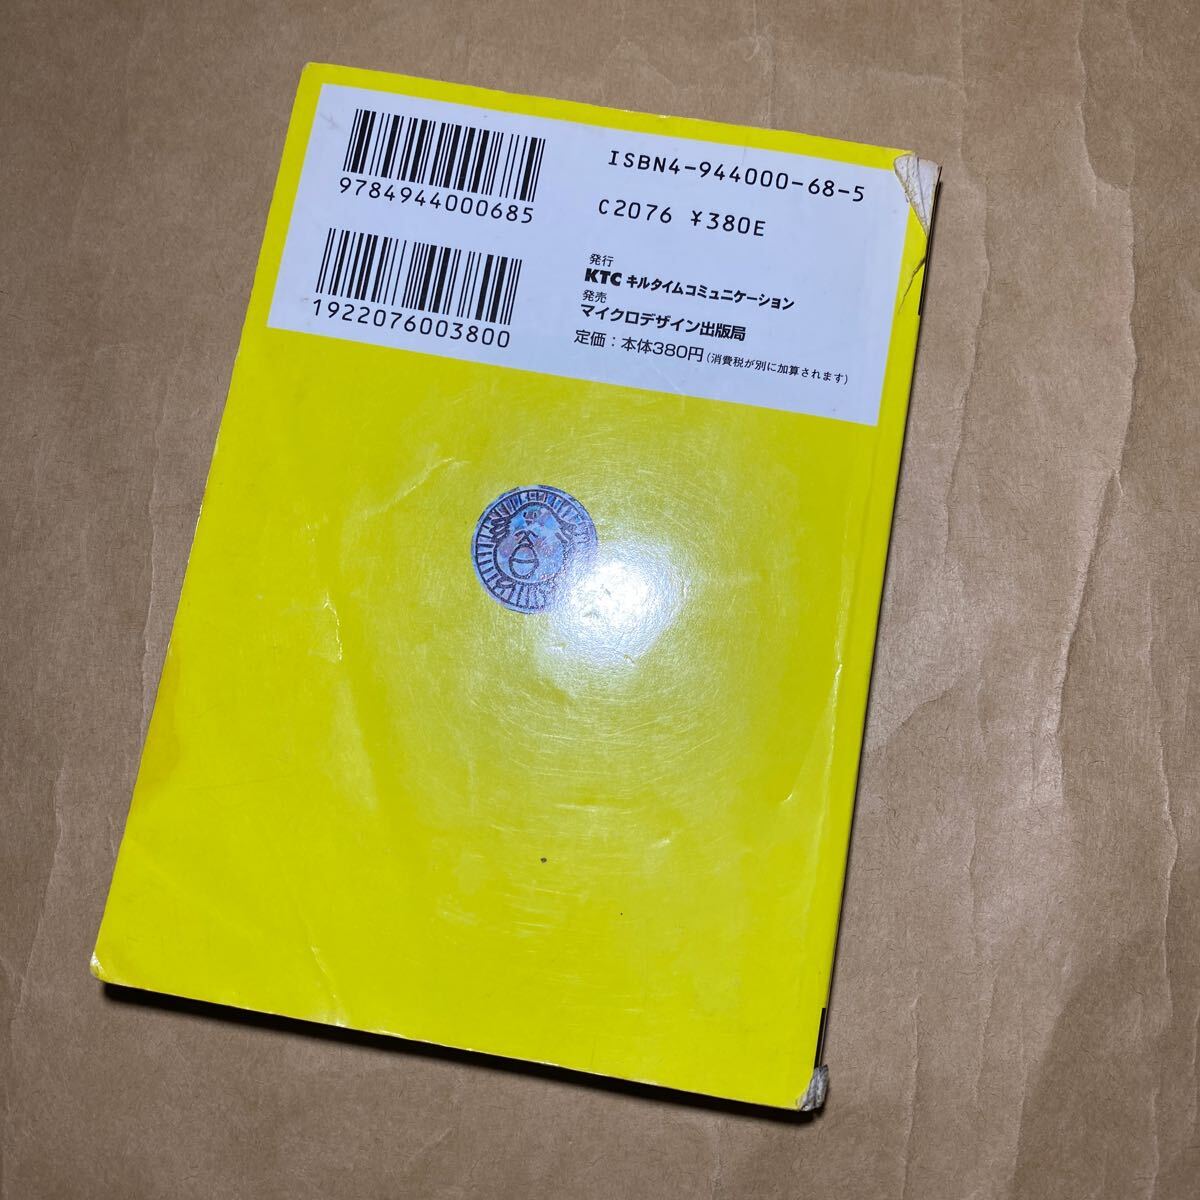 9784944000685
ISBN4-944000-68-5
C2076 ¥380E
1922076003800
発行
KTC キルタイムコミュニケーション
発売
マイクロデザイン出版局
定価：本体380円(消費税が別に加算されます)